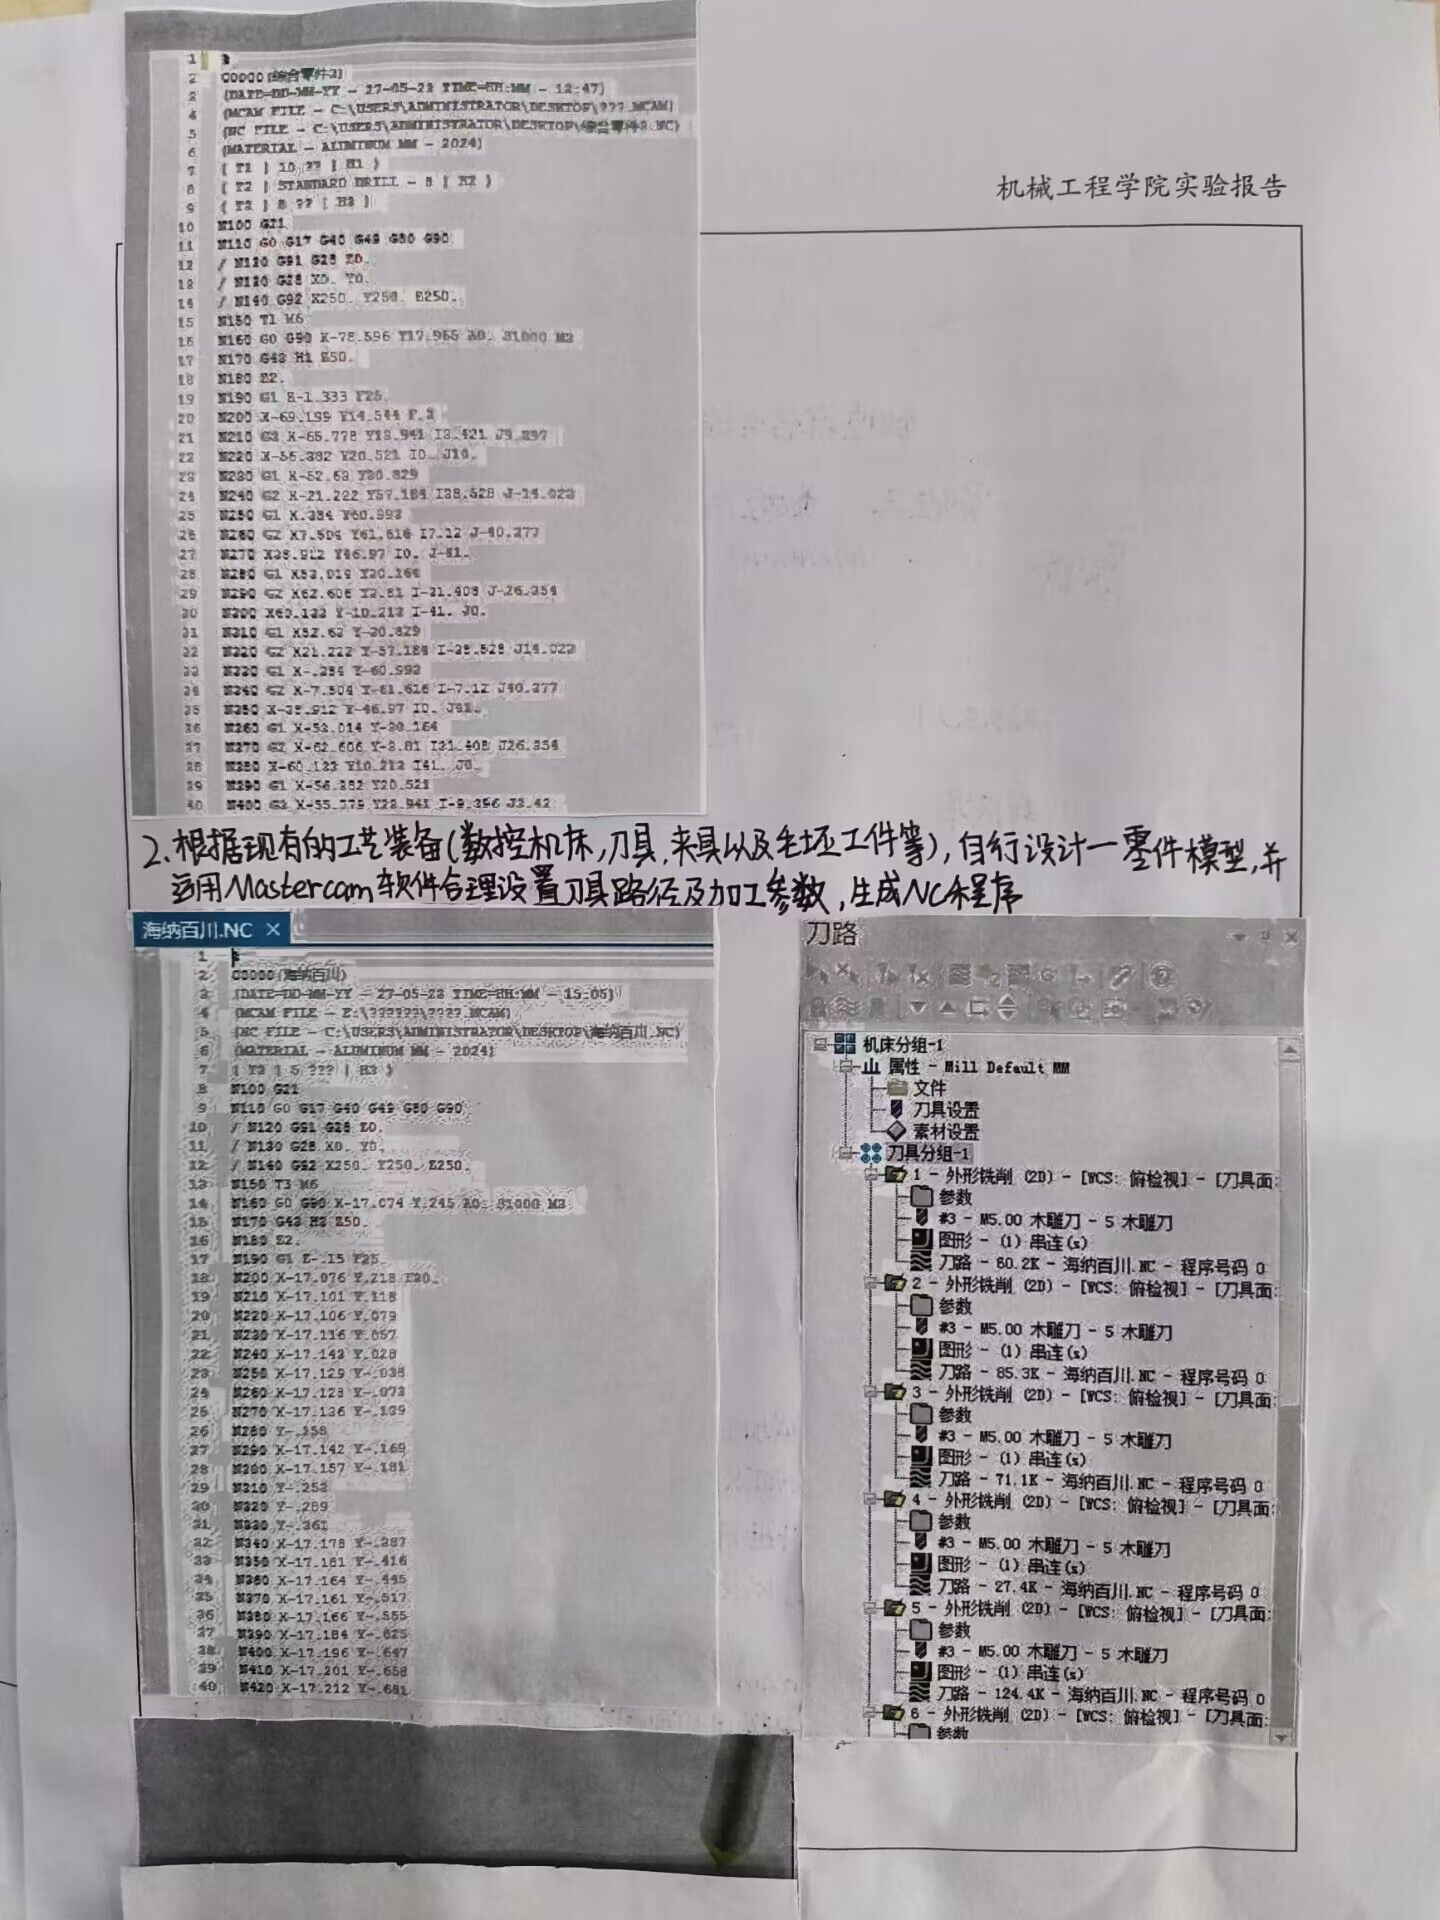 机械工程学院实验报告
1 %
2 O0000(综合零件3)
3 (DATE=DD-MM-YY - 27-05-23 TIME=HH:MM - 12:47)
4 (MCAM FILE - C:\USERS\ADMINISTRATOR\DESKTOP\???.MCAM)
5 (NC FILE - C:\USERS\ADMINISTRATOR\DESKTOP\综合零件3.NC)
6 (MATERIAL - ALUMINUM MM - 2024)
7 ( T1 | 10 ?? | H1 )
8 ( T2 | STANDARD DRILL - 8 | H2 )
9 ( T3 | 8 ?? | H3 )
10 N100 G21
11 N110 G0 G17 G40 G49 G80 G90
12 / N120 G91 G28 Z0.
13 / N130 G28 X0. Y0.
14 / N140 G92 X250. Y250. Z250.
15 N150 T1 M6
16 N160 G0 G90 X-78.596 Y17.965 A0. S1000 M3
17 N170 G43 H1 Z50.
18 N180 Z2.
19 N190 G1 Z-1.333 F25.
20 N200 X-69.199 Y14.544 F.3
21 N210 G3 X-65.778 Y13.941 I3.421 J9.397
22 N220 X-56.382 Y20.521 I0. J10.
23 N230 G1 X-52.63 Y30.829
24 N240 G2 X-21.222 Y57.184 I38.528 J-14.023
25 N250 G1 X.384 Y60.993
26 N260 G2 X7.504 Y61.616 I7.12 J-40.377
27 N270 X38.912 Y46.97 I0. J-41.
28 N280 G1 X53.014 Y30.164
29 N290 G2 X62.606 Y3.81 I-31.408 J-26.354
30 N300 X60.133 Y-10.213 I-41. J0.
31 N310 G1 X52.63 Y-30.829
32 N320 G2 X21.222 Y-57.184 I-38.528 J14.023
33 N330 G1 X-.384 Y-60.993
34 N340 G2 X-7.504 Y-61.616 I-7.12 J40.377
35 N350 X-38.912 Y-46.97 I0. J41.
36 N360 G1 X-53.014 Y-30.164
37 N370 G2 X-62.606 Y-3.81 I31.408 J26.354
38 N380 X-60.133 Y10.213 I41. J0.
39 N390 G1 X-56.382 Y20.521
40 N400 G3 X-55.779 Y23.941 I-9.396 J3.42
2.根据现有的工艺装备(数控机床,刀具,夹具以及毛坯工件等),自行设计一零件模型,并
运用Mastercam软件合理设置刀具路径及加工参数,生成NC程序
海纳百川.NC ×
1 %
2 O0000(海纳百川)
3 (DATE=DD-MM-YY - 27-05-23 TIME=HH:MM - 15:05)
4 (MCAM FILE - E:\??????\????.MCAM)
5 (NC FILE - C:\USERS\ADMINISTRATOR\DESKTOP\海纳百川.NC)
6 (MATERIAL - ALUMINUM MM - 2024)
7 ( T3 | 5 ??? | H3 )
8 N100 G21
9 N110 G0 G17 G40 G49 G80 G90
10 / N120 G91 G28 Z0.
11 / N130 G28 X0. Y0.
12 / N140 G92 X250. Y250. Z250.
13 N150 T3 M6
14 N160 G0 G90 X-17.074 Y.245 A0. S1000 M3
15 N170 G43 H3 Z50.
16 N180 Z2.
17 N190 G1 Z-.15 F25.
18 N200 X-17.076 Y.218 F30.
19 N210 X-17.101 Y.118
20 N220 X-17.106 Y.079
21 N230 X-17.116 Y.057
22 N240 X-17.143 Y.028
23 N250 X-17.129 Y-.038
24 N260 X-17.128 Y-.073
25 N270 X-17.136 Y-.139
26 N280 Y-.158
27 N290 X-17.142 Y-.169
28 N300 X-17.157 Y-.181
29 N310 Y-.253
30 N320 Y-.289
31 N330 Y-.361
32 N340 X-17.178 Y-.387
33 N350 X-17.181 Y-.416
34 N360 X-17.164 Y-.445
35 N370 X-17.161 Y-.517
36 N380 X-17.166 Y-.555
37 N390 X-17.184 Y-.625
38 N400 X-17.196 Y-.647
39 N410 X-17.201 Y-.658
40 N420 X-17.212 Y-.681
刀路
机床分组-1
属性 - Mill Default MM
文件
刀具设置
素材设置
刀具分组-1
1 - 外形铣削 (2D) - [WCS: 俯检视] - [刀具面:
参数
#3 - M5.00 木雕刀 - 5 木雕刀
图形 - (1) 串连(s)
刀路 - 60.2K - 海纳百川.NC - 程序号码 0
2 - 外形铣削 (2D) - [WCS: 俯检视] - [刀具面:
参数
#3 - M5.00 木雕刀 - 5 木雕刀
图形 - (1) 串连(s)
刀路 - 85.3K - 海纳百川.NC - 程序号码 0
3 - 外形铣削 (2D) - [WCS: 俯检视] - [刀具面:
参数
#3 - M5.00 木雕刀 - 5 木雕刀
图形 - (1) 串连(s)
刀路 - 71.1K - 海纳百川.NC - 程序号码 0
4 - 外形铣削 (2D) - [WCS: 俯检视] - [刀具面:
参数
#3 - M5.00 木雕刀 - 5 木雕刀
图形 - (1) 串连(s)
刀路 - 27.4K - 海纳百川.NC - 程序号码 0
5 - 外形铣削 (2D) - [WCS: 俯检视] - [刀具面:
参数
#3 - M5.00 木雕刀 - 5 木雕刀
图形 - (1) 串连(s)
刀路 - 124.4K - 海纳百川.NC - 程序号码 0
6 - 外形铣削 (2D) - [WCS: 俯检视] - [刀具面:
参数